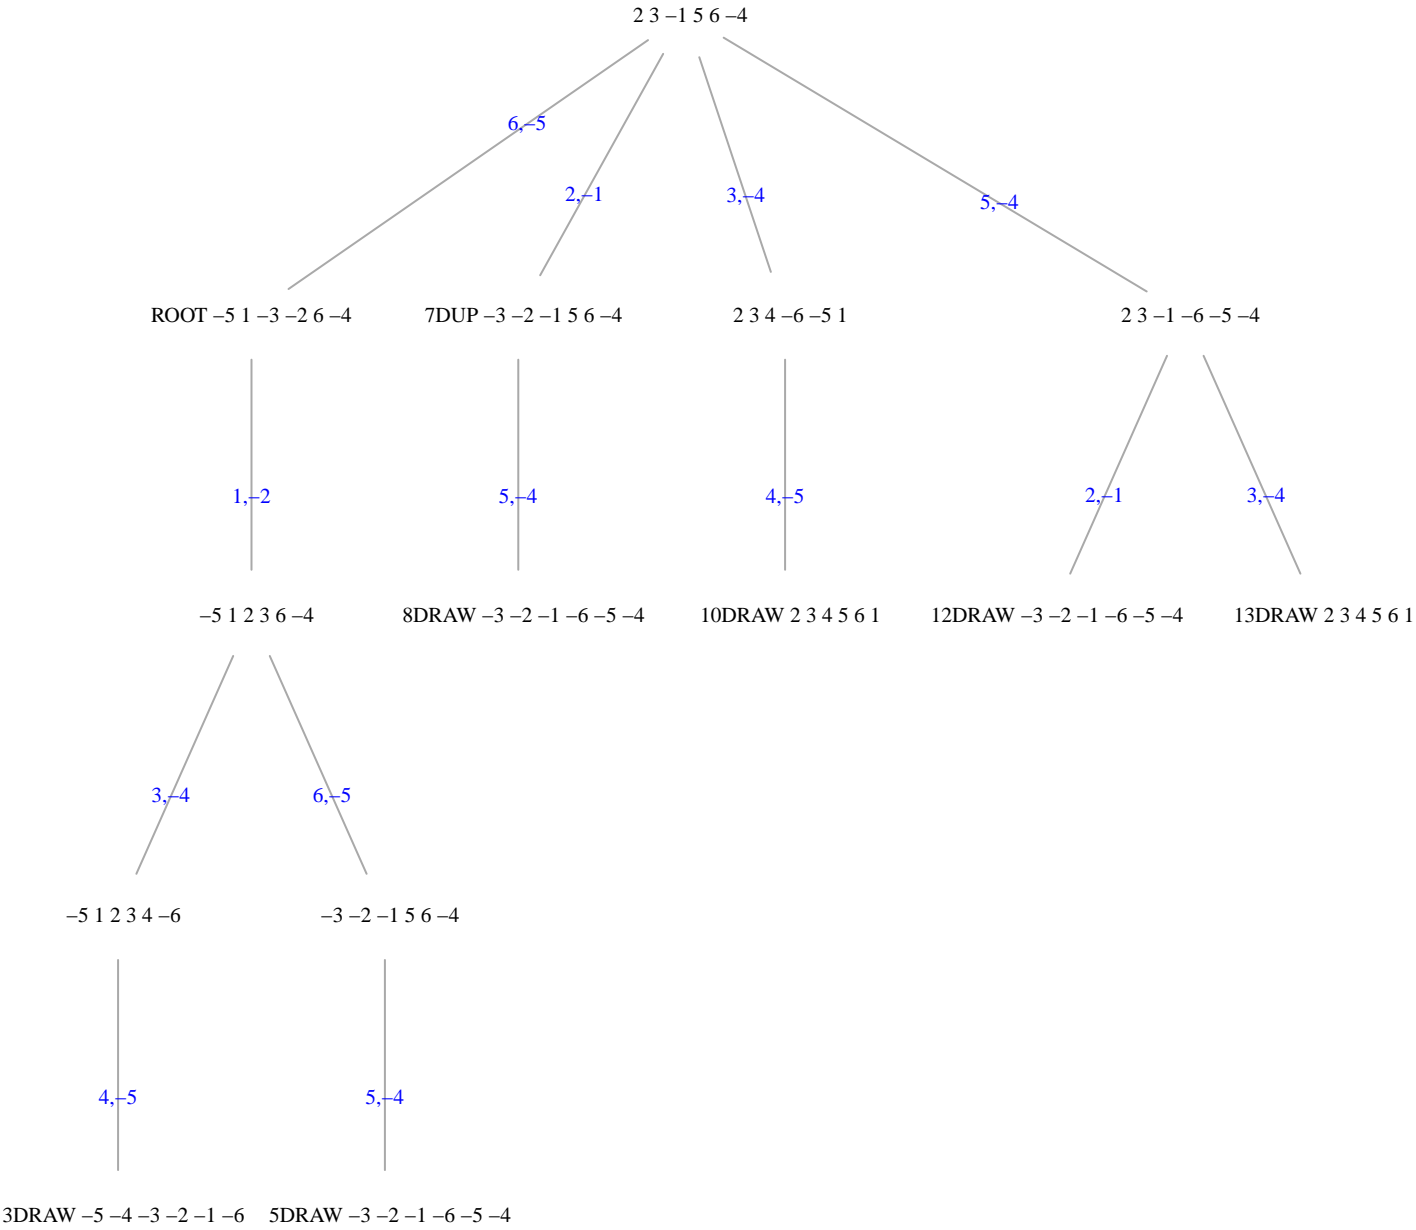 2 3 –1 5 6 –4
6,–5
2,–1
3,–4
5,–4
ROOT –5 1 –3 –2 6 –4
7DUP –3 –2 –1 5 6 –4
2 3 4 –6 –5 1
2 3 –1 –6 –5 –4
1,–2
5,–4
4,–5
2,–1
3,–4
–5 1 2 3 6 –4
8DRAW –3 –2 –1 –6 –5 –4
10DRAW 2 3 4 5 6 1
12DRAW –3 –2 –1 –6 –5 –4
13DRAW 2 3 4 5 6 1
3,–4
6,–5
–5 1 2 3 4 –6
–3 –2 –1 5 6 –4
4,–5
5,–4
3DRAW –5 –4 –3 –2 –1 –6
5DRAW –3 –2 –1 –6 –5 –4